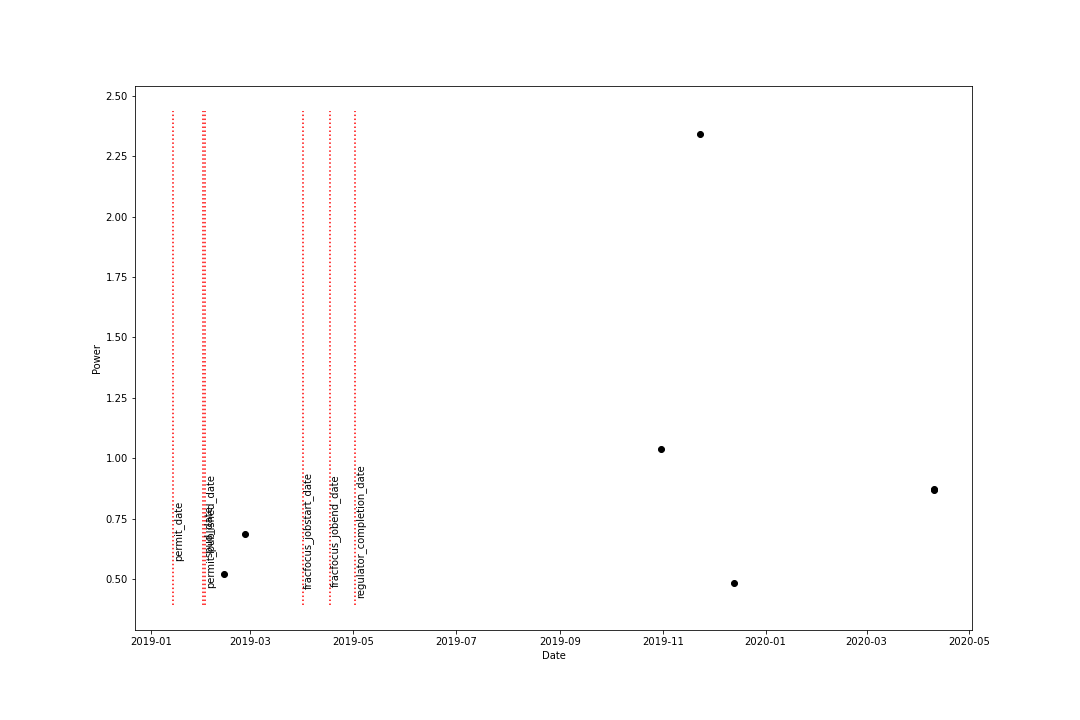 2.50
2.25
2.00
1.75
1.50
1.25
1.00
0.75
0.50
Power
permit_date
permit_published_date
fracfocus_jobstart_date
fracfocus_jobend_date
regulator_completion_date
2019-01
2019-03
2019-05
2019-07
2019-09
2019-11
2020-01
2020-03
2020-05
Date